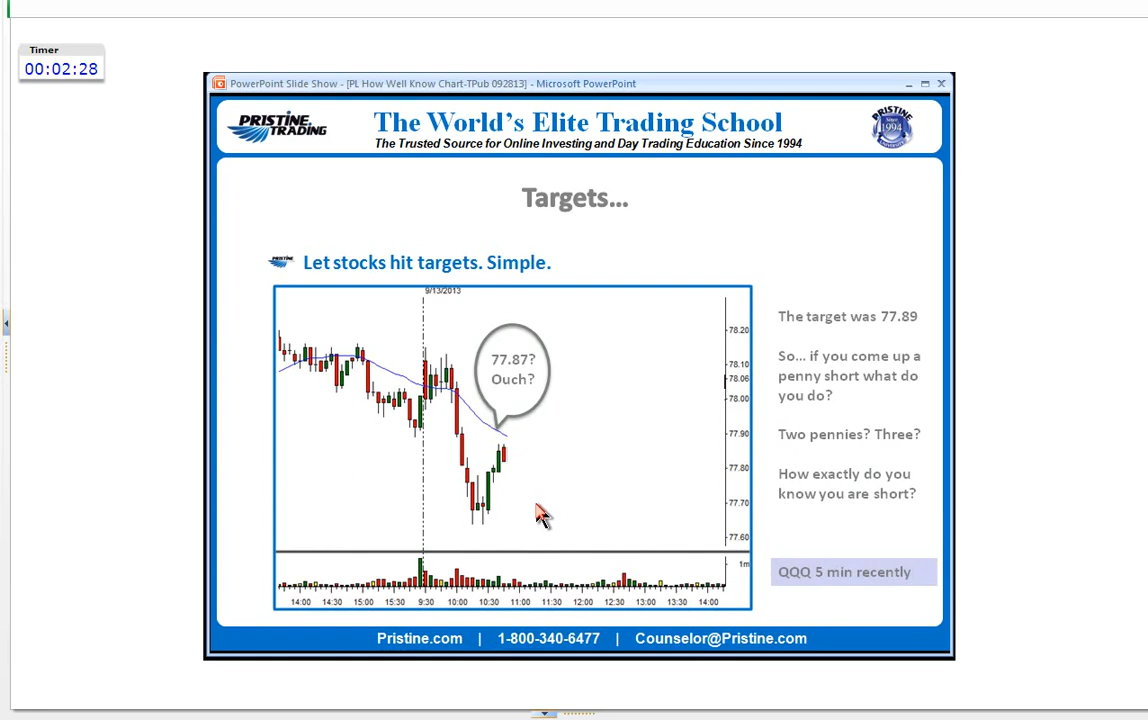 Timer
00:02:28
PowerPoint Slide Show - [PL How Well Know Chart-TPub 092813] - Microsoft PowerPoint
PRISTINE
TRADING
The World's Elite Trading School
The Trusted Source for Online Investing and Day Trading Education Since 1994
PRISTINE
Since
1994
UNIVERSITY
Targets...
PRISTINE
Let stocks hit targets. Simple.
9/13/2013
77.87?
Ouch?
78.20
78.10
78.06
78.00
77.90
77.80
77.70
77.60
1m
14:00 14:30 15:00 15:30 9:30 10:00 10:30 11:00 11:30 12:00 12:30 13:00 13:30 14:00
The target was 77.89
So... if you come up a
penny short what do
you do?
Two pennies? Three?
How exactly do you
know you are short?
QQQ 5 min recently
Pristine.com | 1-800-340-6477 | Counselor@Pristine.com